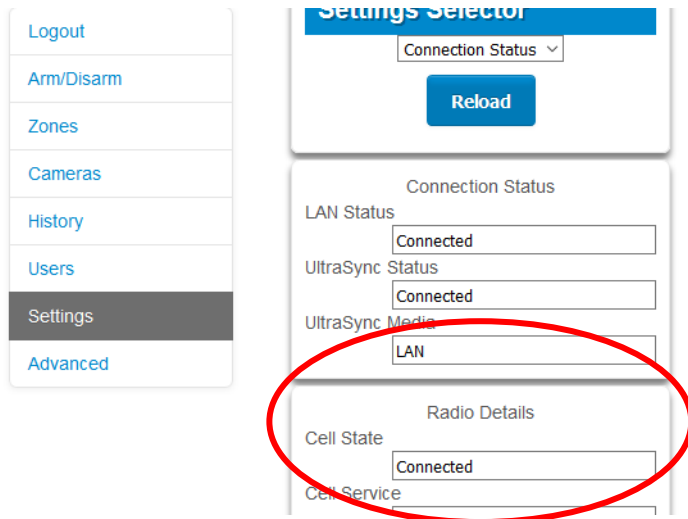 Logout
Arm/Disarm
Zones
Cameras
History
Users
Settings
Advanced
Settings Selector
Connection Status
Reload
Connection Status
LAN Status
Connected
UltraSync Status
Connected
UltraSync Media
LAN
Radio Details
Cell State
Connected
Cell Service